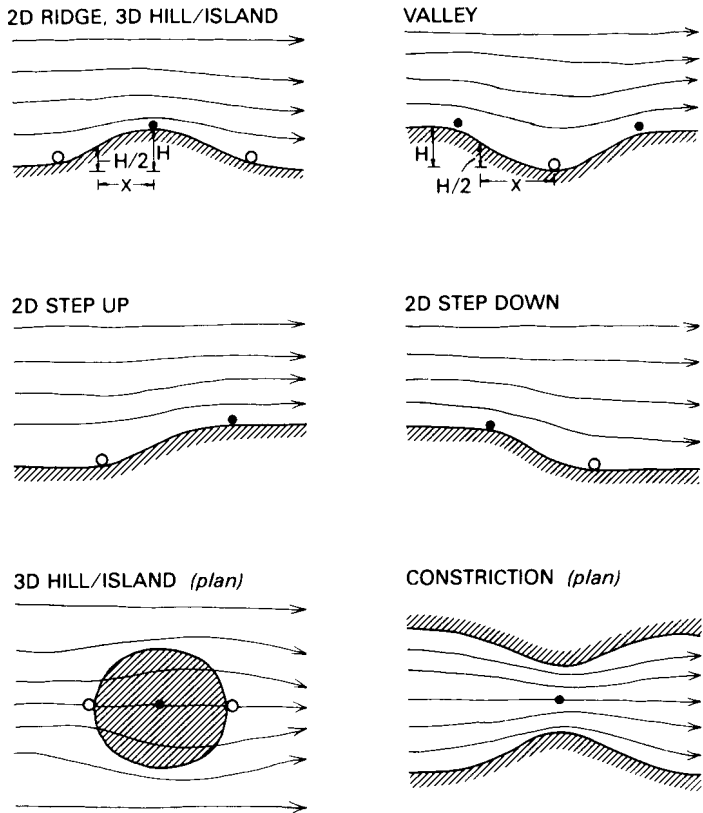 2D RIDGE, 3D HILL/ISLAND
H/2
H
X
VALLEY
H
H/2
X
2D STEP UP
2D STEP DOWN
3D HILL/ISLAND (plan)
CONSTRICTION (plan)